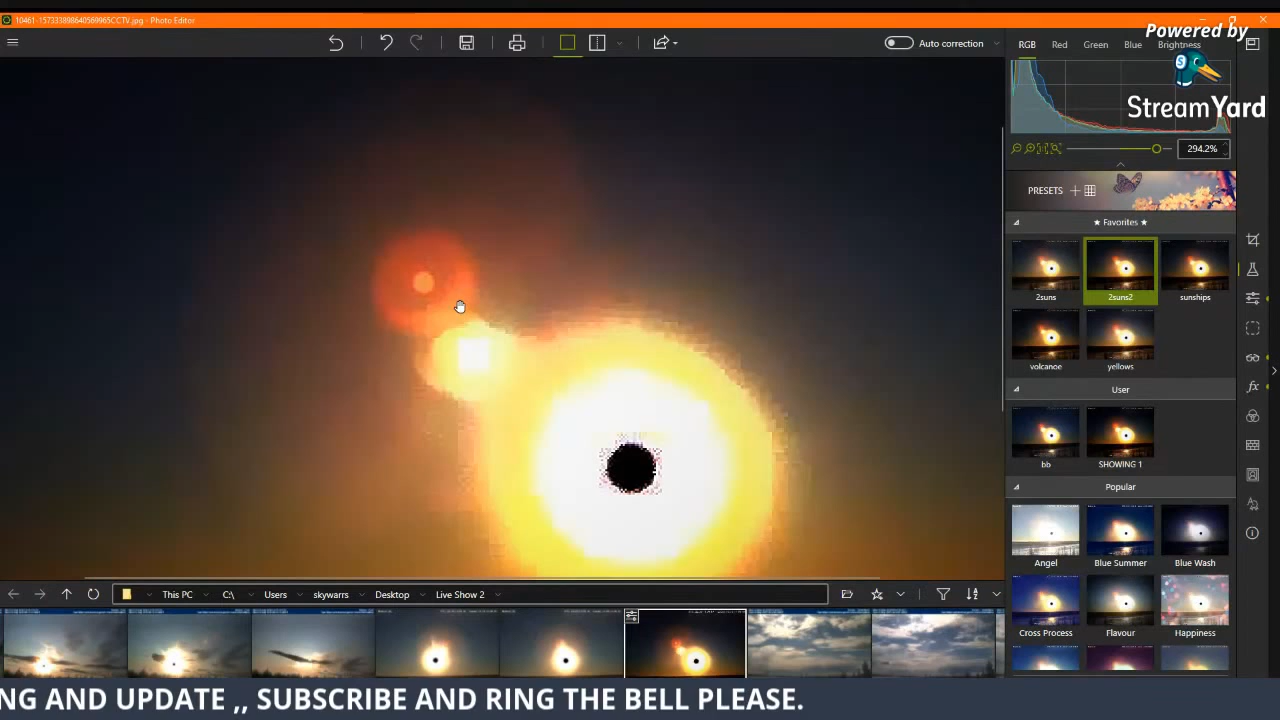 10461-157333898640569965CCTV.jpg - Photo Editor
Powered by
StreamYard
Auto correction
RGB Red Green Blue Brightness
294.2%
PRESETS
★ Favorites ★
2suns 2suns2 sunships
volcanoe yellows
User
bb SHOWING 1
Popular
Angel Blue Summer Blue Wash
Cross Process Flavour Happiness
This PC C:\ Users skywarrs Desktop Live Show 2
NG AND UPDATE ,, SUBSCRIBE AND RING THE BELL PLEASE.